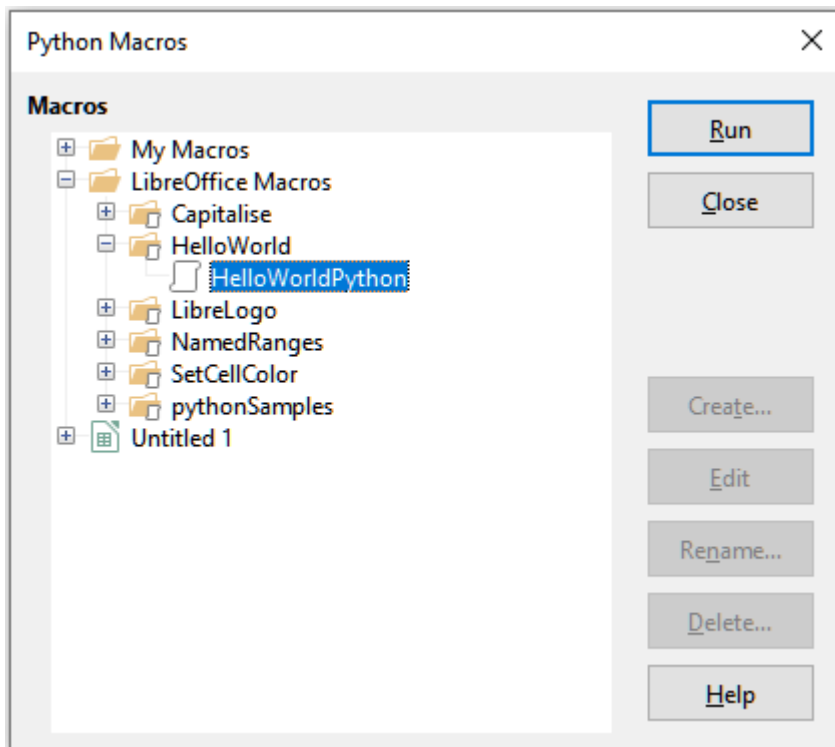 Python Macros
Macros
My Macros
LibreOffice Macros
Capitalise
HelloWorld
HelloWorldPython
LibreLogo
NamedRanges
SetCellColor
pythonSamples
Untitled 1
Run
Close
Create...
Edit
Rename...
Delete...
Help